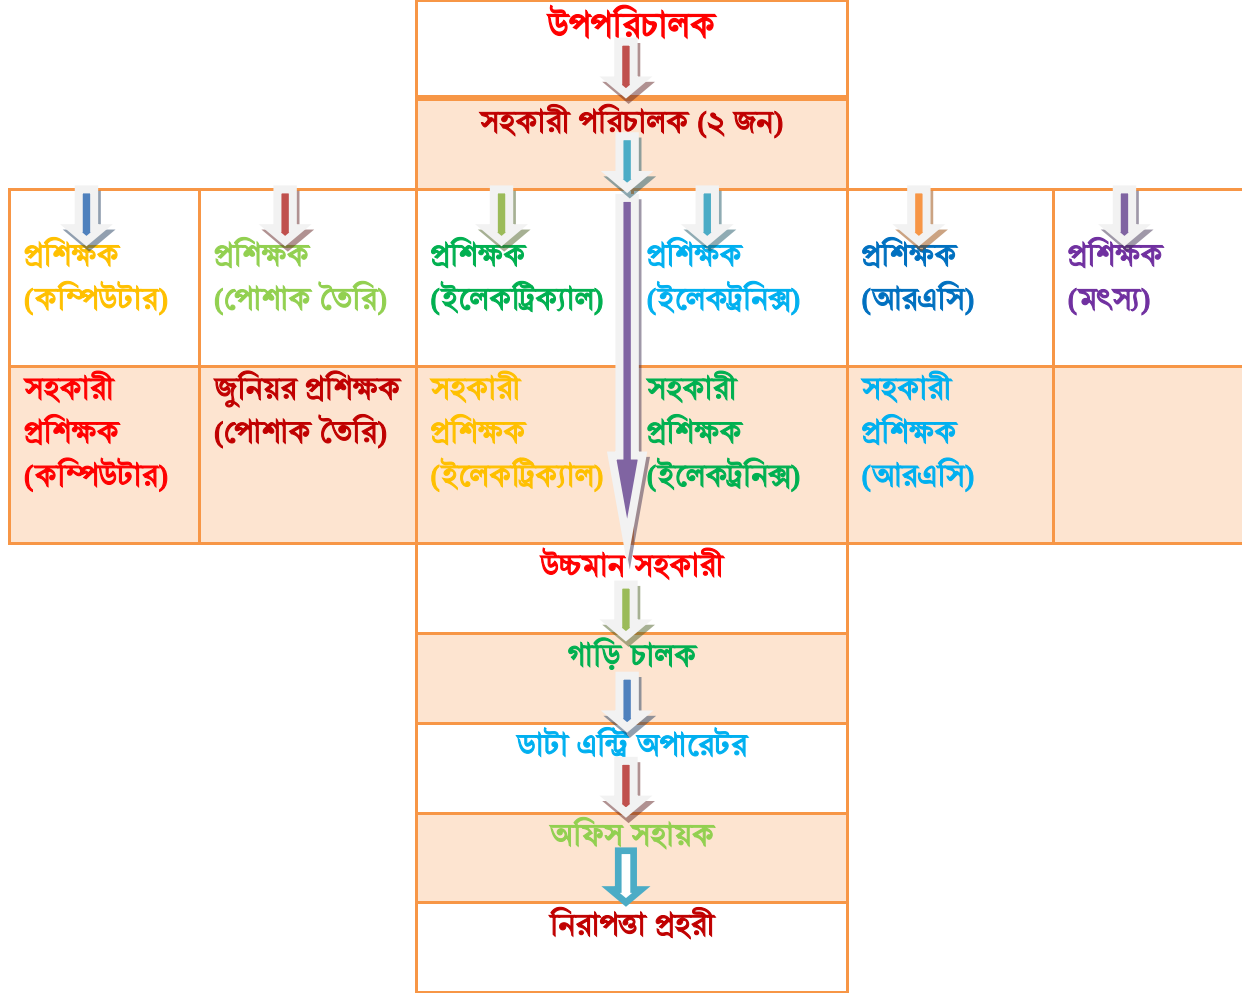 উপপরিচালক
সহকারী পরিচালক (২ জন)
প্রশিক্ষক
(কম্পিউটার)
প্রশিক্ষক
(পোশাক তৈরি)
প্রশিক্ষক
(ইলেকট্রিক্যাল)
প্রশিক্ষক
(ইলেকট্রনিক্স)
প্রশিক্ষক
(আরএসি)
প্রশিক্ষক
(মৎস্য)
সহকারী
প্রশিক্ষক
(কম্পিউটার)
জুনিয়র প্রশিক্ষক
(পোশাক তৈরি)
সহকারী
প্রশিক্ষক
(ইলেকট্রিক্যাল)
সহকারী
প্রশিক্ষক
(ইলেকট্রনিক্স)
সহকারী
প্রশিক্ষক
(আরএসি)
উচ্চমান সহকারী
গাড়ি চালক
ডাটা এন্ট্রি অপারেটর
অফিস সহায়ক
নিরাপত্তা প্রহরী